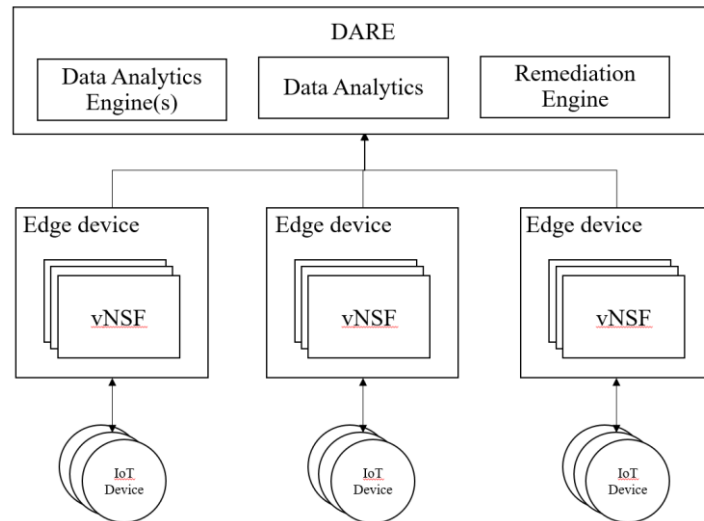 DARE
Data Analytics
Engine(s)
Data Analytics
Remediation
Engine
Edge device
vNSF
IoT
Device
Edge device
vNSF
IoT
Device
Edge device
vNSF
IoT
Device